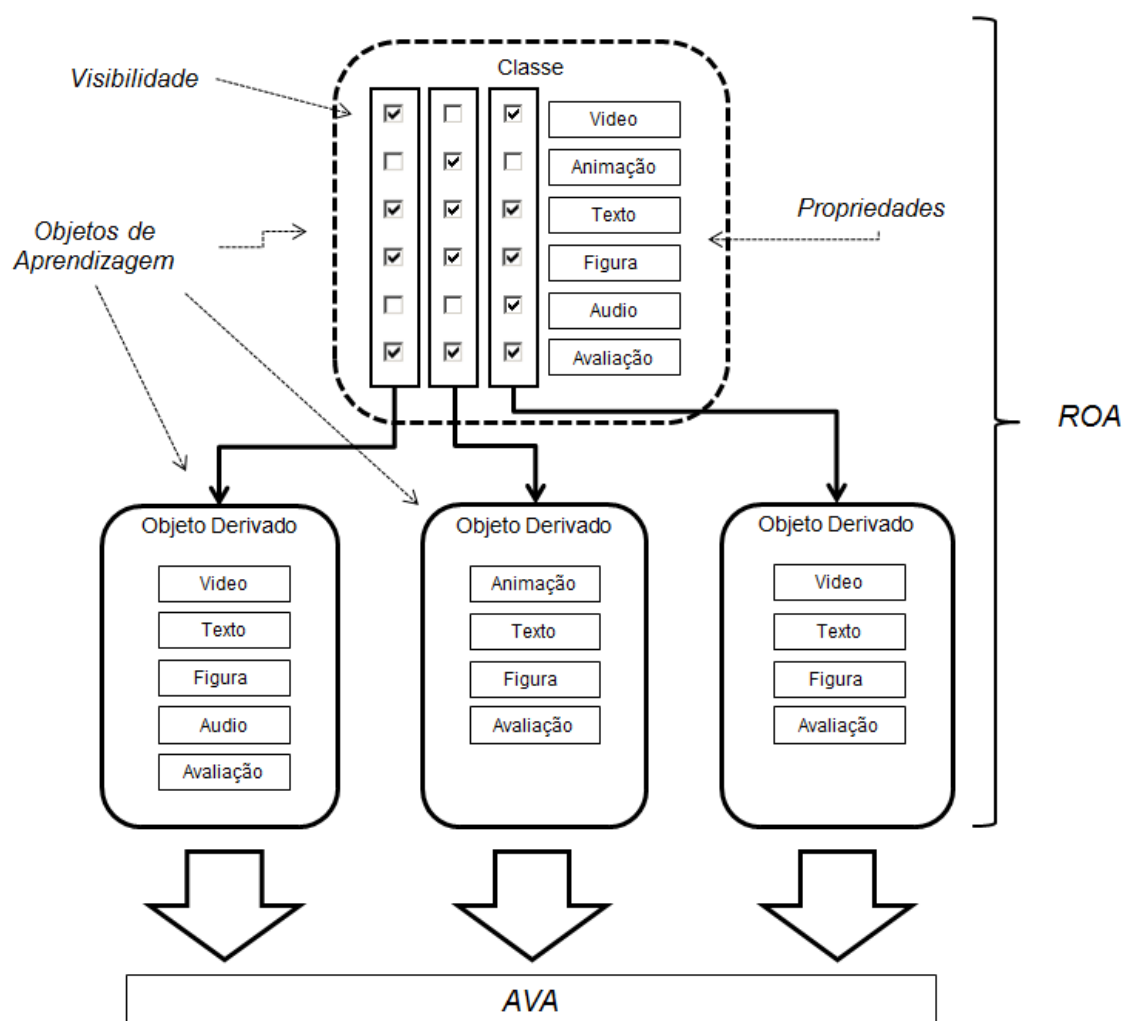 Classe
Visibilidade
Video
Animação
Texto
Propriedades
Objetos de
Aprendizagem
Figura
Audio
Avaliação
ROA
Objeto Derivado
Video
Texto
Figura
Audio
Avaliação
Objeto Derivado
Animação
Texto
Figura
Avaliação
Objeto Derivado
Video
Texto
Figura
Avaliação
AVA